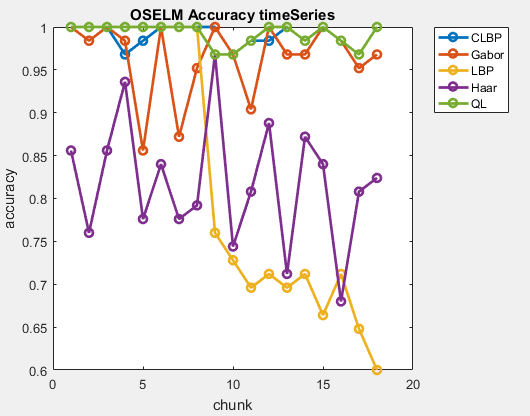 OSELM Accuracy timeSeries
1
0.95
0.9
0.85
0.8
0.75
0.7
0.65
0.6
accuracy
0 5 10 15 20
chunk
CLBP
Gabor
LBP
Haar
QL